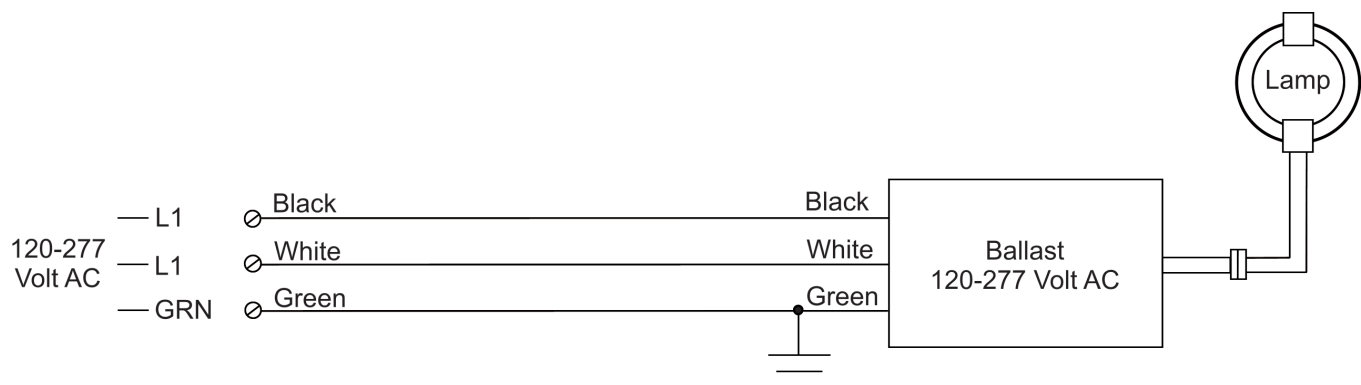 Lamp
L1
Black
Black
120-277
Volt AC
L1
White
White
Ballast
120-277 Volt AC
GRN
Green
Green